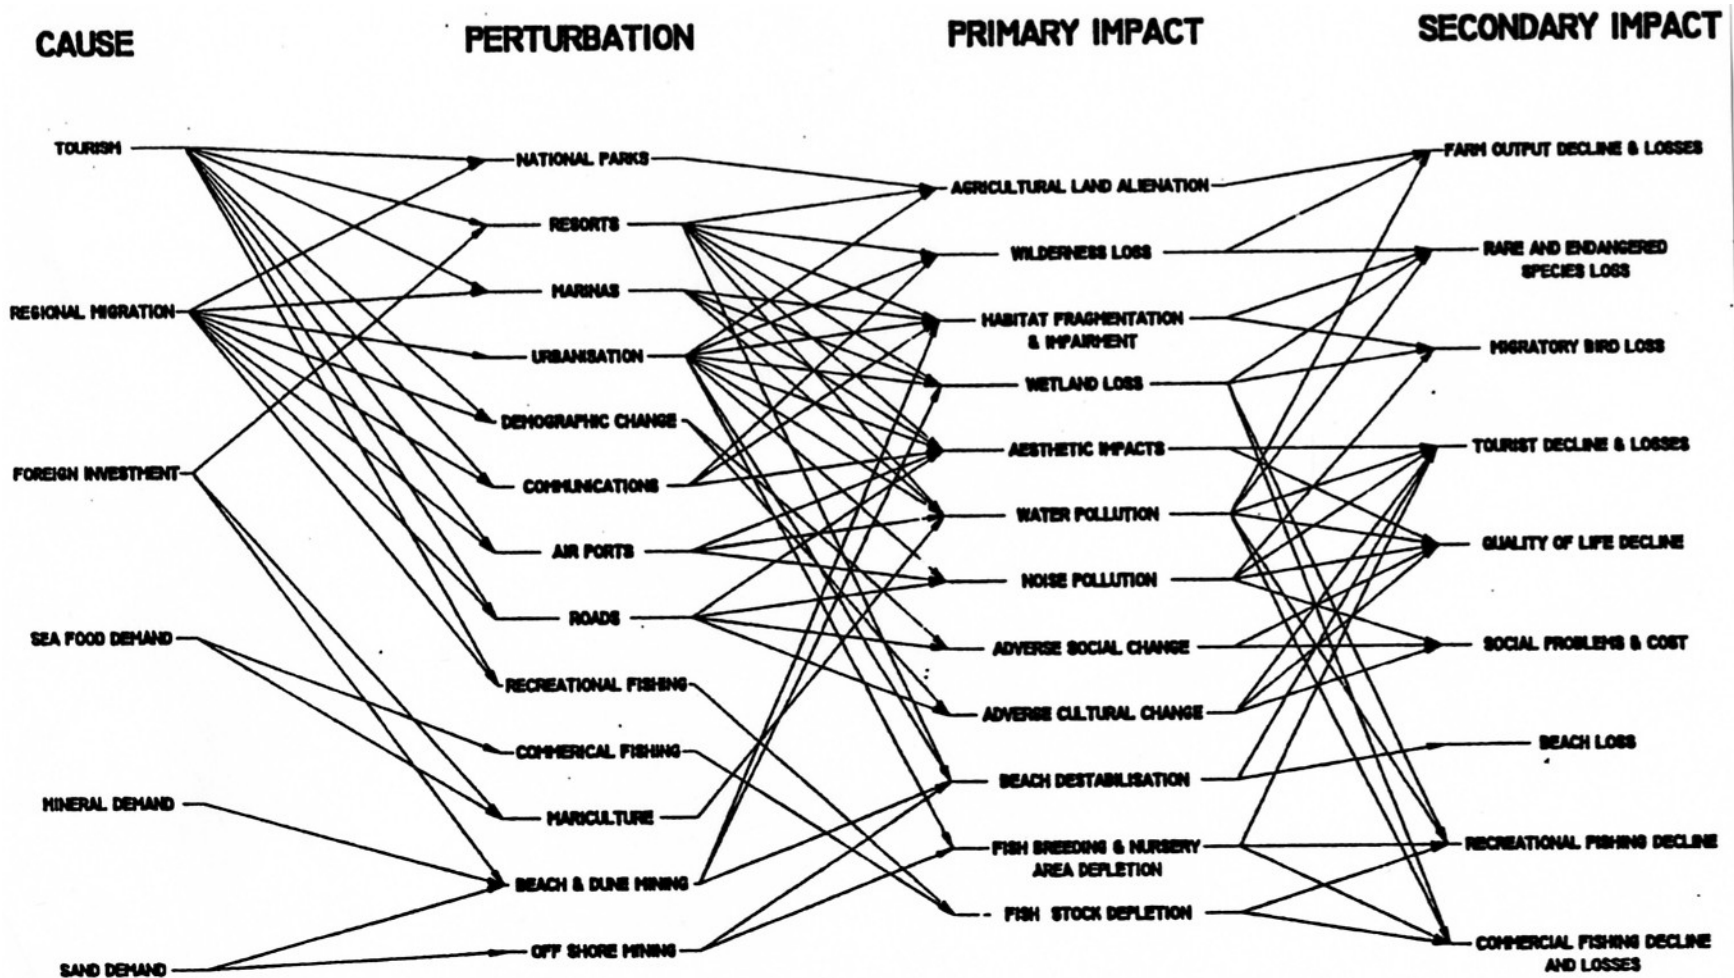 CAUSE
PERTURBATION
PRIMARY IMPACT
SECONDARY IMPACT
TOURISM
REGIONAL MIGRATION
FOREIGN INVESTMENT
SEA FOOD DEMAND
MINERAL DEMAND
SAND DEMAND
NATIONAL PARKS
RESORTS
MARINAS
URBANISATION
DEMOGRAPHIC CHANGE
COMMUNICATIONS
AIR PORTS
ROADS
RECREATIONAL FISHING
COMMERICAL FISHING
MARICULTURE
BEACH & DUNE MINING
OFF SHORE MINING
AGRICULTURAL LAND ALIENATION
WILDERNESS LOSS
HABITAT FRAGMENTATION
& IMPAIRMENT
WETLAND LOSS
AESTHETIC IMPACTS
WATER POLLUTION
NOISE POLLUTION
ADVERSE SOCIAL CHANGE
ADVERSE CULTURAL CHANGE
BEACH DESTABILISATION
FISH BREEDING & NURSERY
AREA DEPLETION
FISH STOCK DEPLETION
FARM OUTPUT DECLINE & LOSSES
RARE AND ENDANGERED
SPECIES LOSS
MIGRATORY BIRD LOSS
TOURIST DECLINE & LOSSES
QUALITY OF LIFE DECLINE
SOCIAL PROBLEMS & COST
BEACH LOSS
RECREATIONAL FISHING DECLINE
COMMERCIAL FISHING DECLINE
AND LOSSES